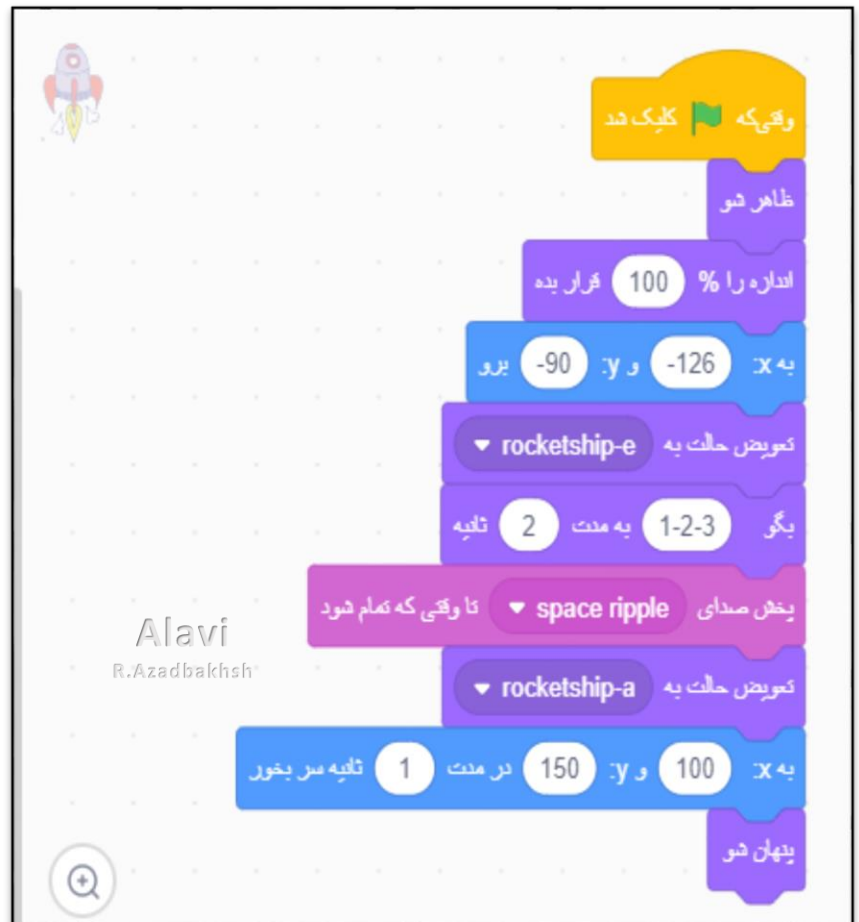 وقتی‌که کلیک شد
ظاهر شو
اندازه را % 100 قرار بده
به x: -126 و y: -90 برو
تعویض حالت به rocketship-e
بگو 1-2-3 به مدت 2 ثانیه
پخش صدای space ripple تا وقتی که تمام شود
Alavi
R.Azadbakhsh
تعویض حالت به rocketship-a
به x: 100 و y: 150 در مدت 1 ثانیه سر بخور
پنهان شو